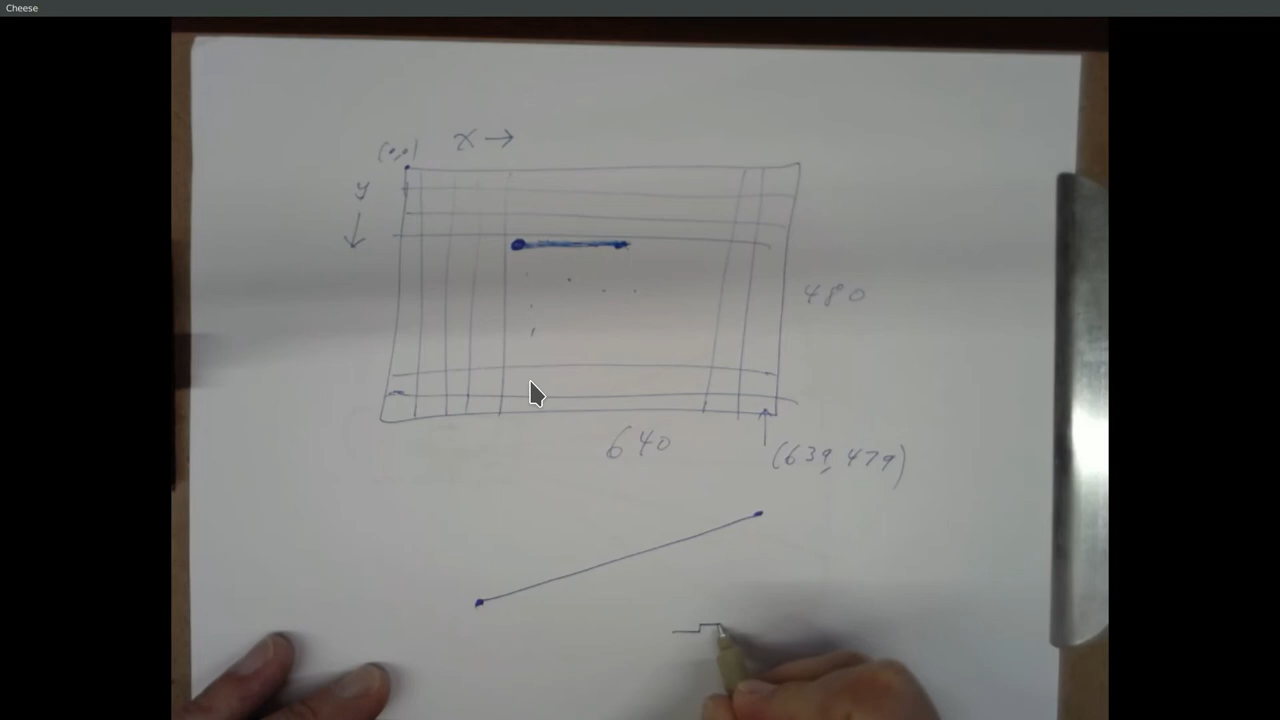 Cheese
x →
(0,0)
y
↓
480
640
(639,479)